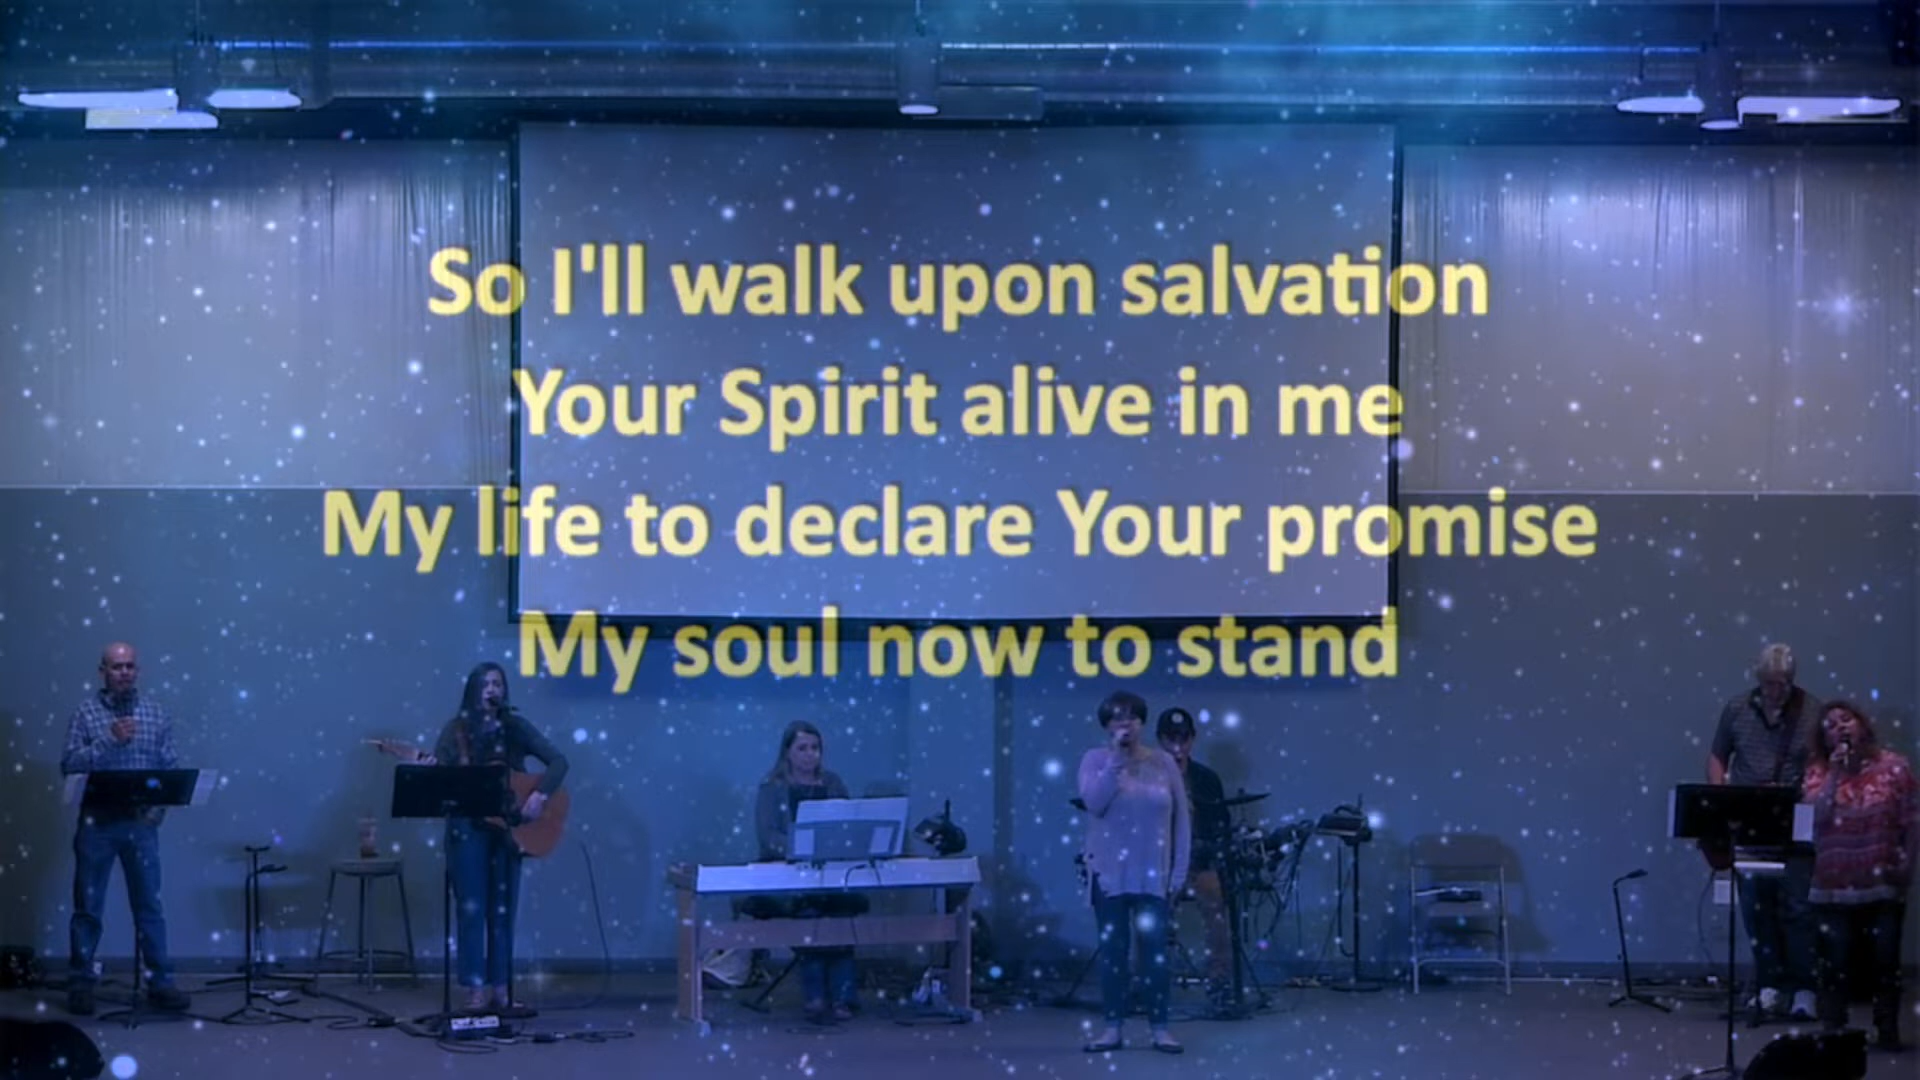 So I'll walk upon salvation
Your Spirit alive in me
My life to declare Your promise
My soul now to stand